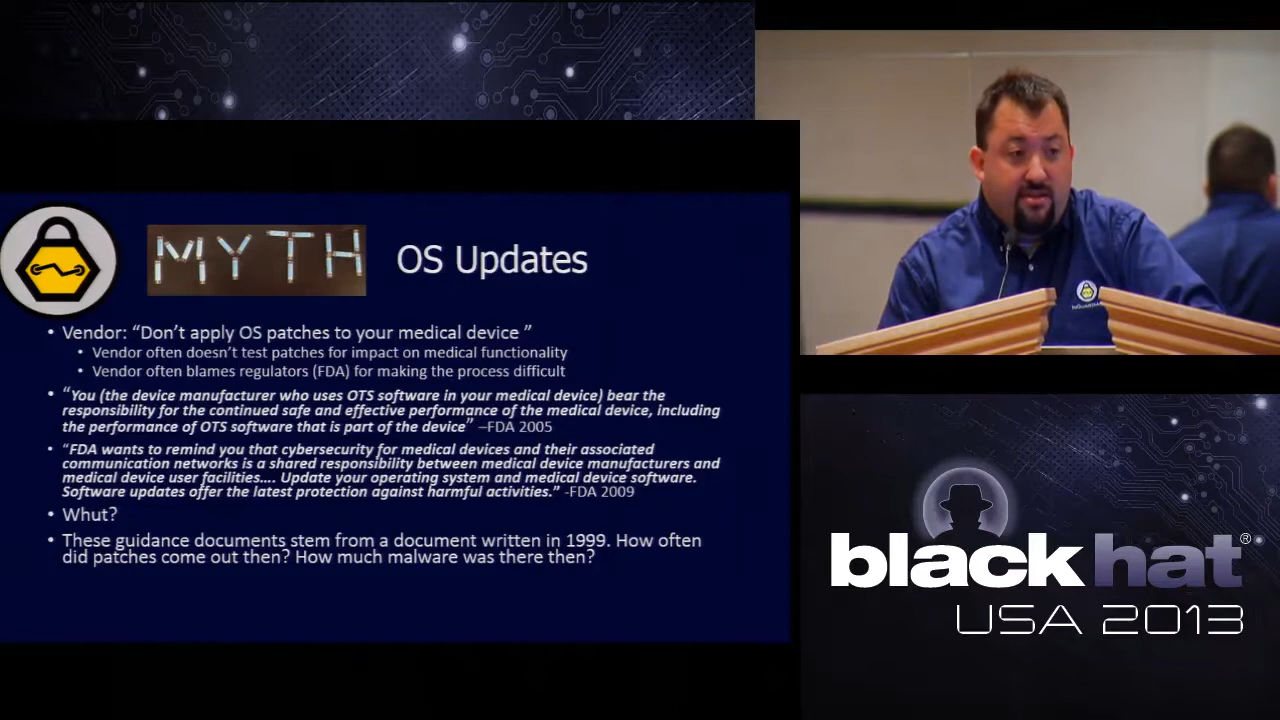 MYTH OS Updates
• Vendor: “Don’t apply OS patches to your medical device ”
• Vendor often doesn’t test patches for impact on medical functionality
• Vendor often blames regulators (FDA) for making the process difficult
• “You (the device manufacturer who uses OTS software in your medical device) bear the
responsibility for the continued safe and effective performance of the medical device, including
the performance of OTS software that is part of the device” –FDA 2005
• “FDA wants to remind you that cybersecurity for medical devices and their associated
communication networks is a shared responsibility between medical device manufacturers and
medical device user facilities…. Update your operating system and medical device software.
Software updates offer the latest protection against harmful activities.” -FDA 2009
• Whut?
• These guidance documents stem from a document written in 1999. How often
did patches come out then? How much malware was there then?
black hat®
USA 2013